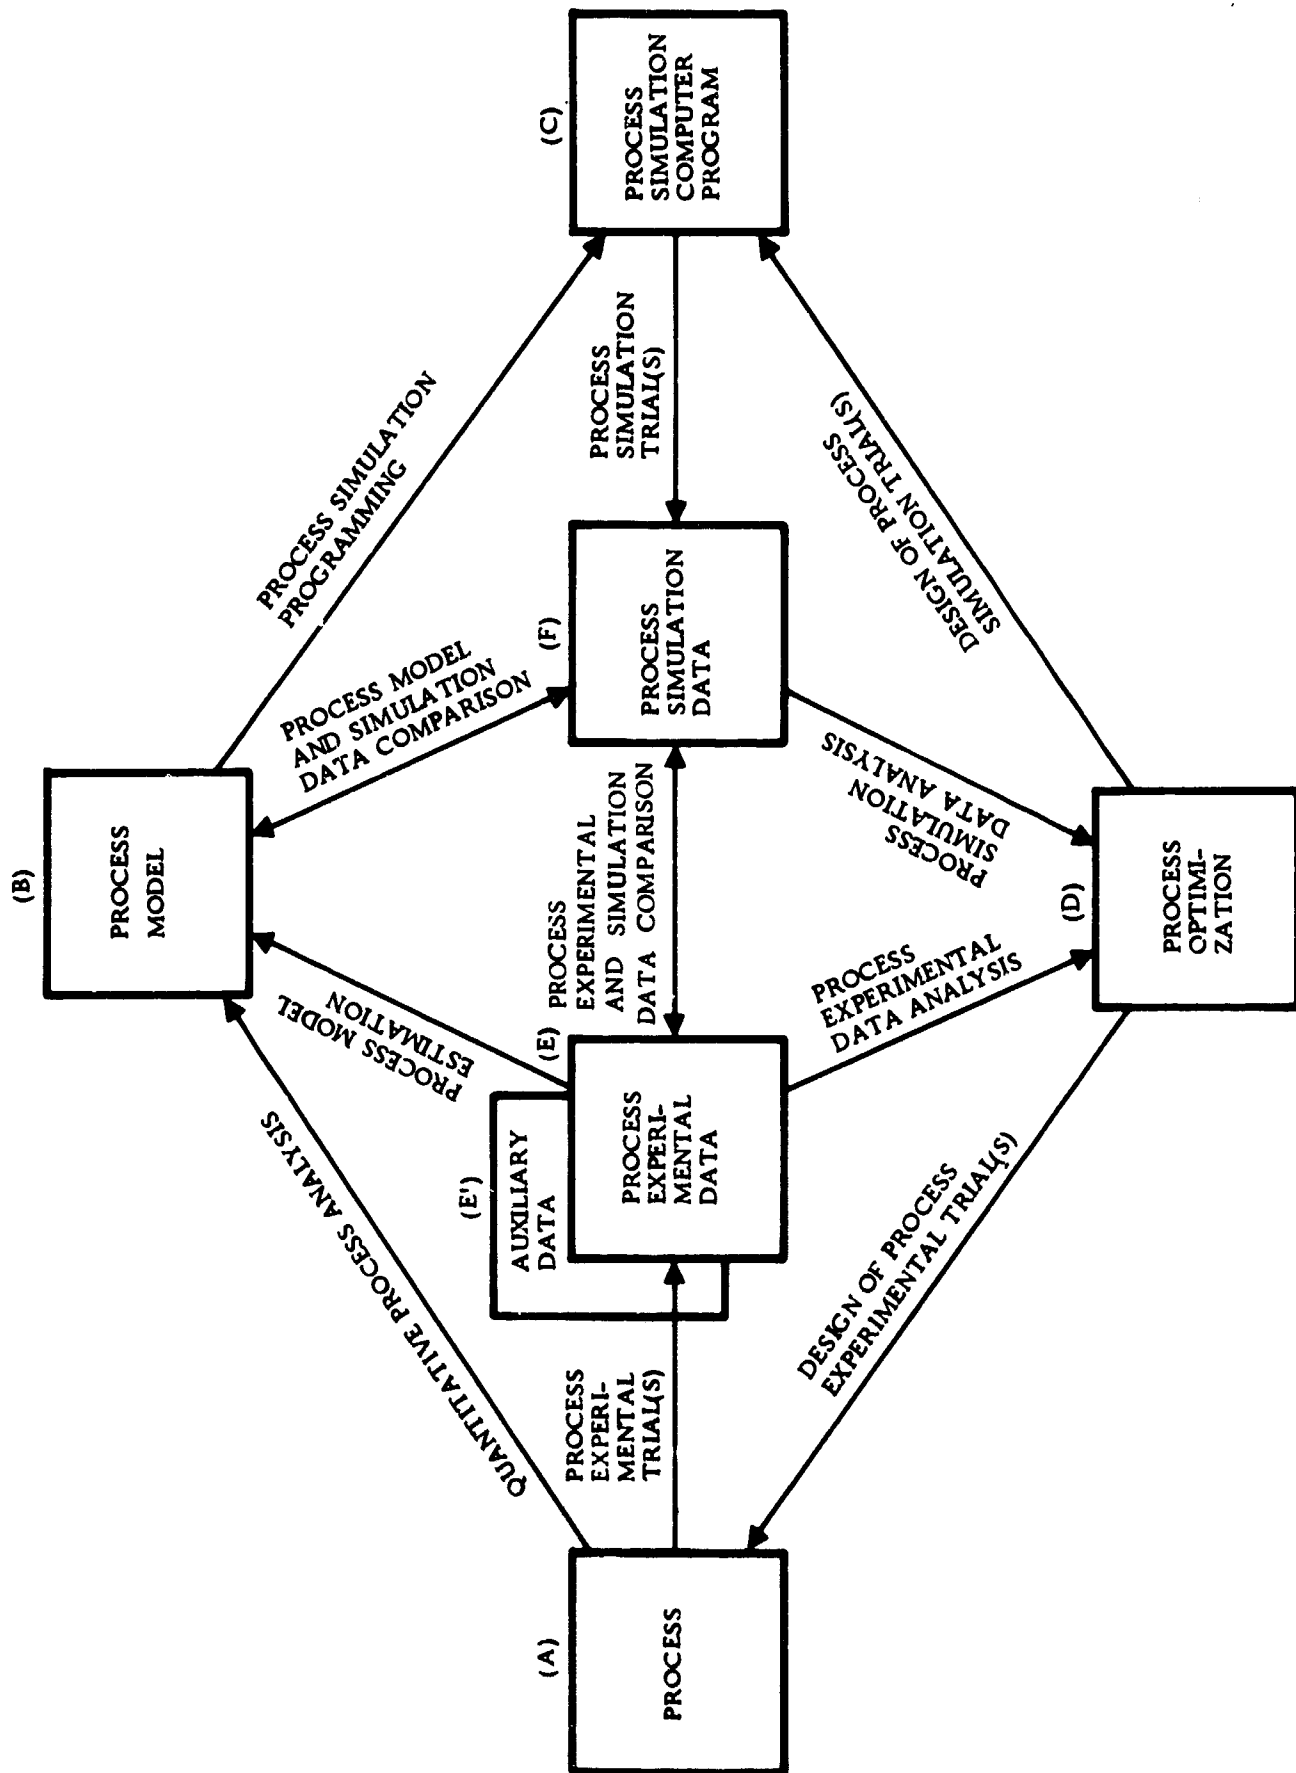 (B)
PROCESS
MODEL
QUANTITATIVE PROCESS ANALYSIS
PROCESS MODEL
ESTIMATION
PROCESS MODEL
AND SIMULATION
DATA COMPARISON
PROCESS SIMULATION
PROGRAMMING
(A)
PROCESS
PROCESS
EXPERI-
MENTAL
TRIAL(S)
(E')
AUXILIARY
DATA
(E)
PROCESS
EXPERI-
MENTAL
DATA
PROCESS
EXPERIMENTAL
AND SIMULATION
DATA COMPARISON
(F)
PROCESS
SIMULATION
DATA
PROCESS
SIMULATION
TRIAL(S)
(C)
PROCESS
SIMULATION
COMPUTER
PROGRAM
DESIGN OF PROCESS
EXPERIMENTAL TRIAL(S)
PROCESS
EXPERIMENTAL
DATA ANALYSIS
PROCESS
SIMULATION
DATA ANALYSIS
DESIGN OF PROCESS
SIMULATION TRIAL(S)
(D)
PROCESS
OPTIMI-
ZATION